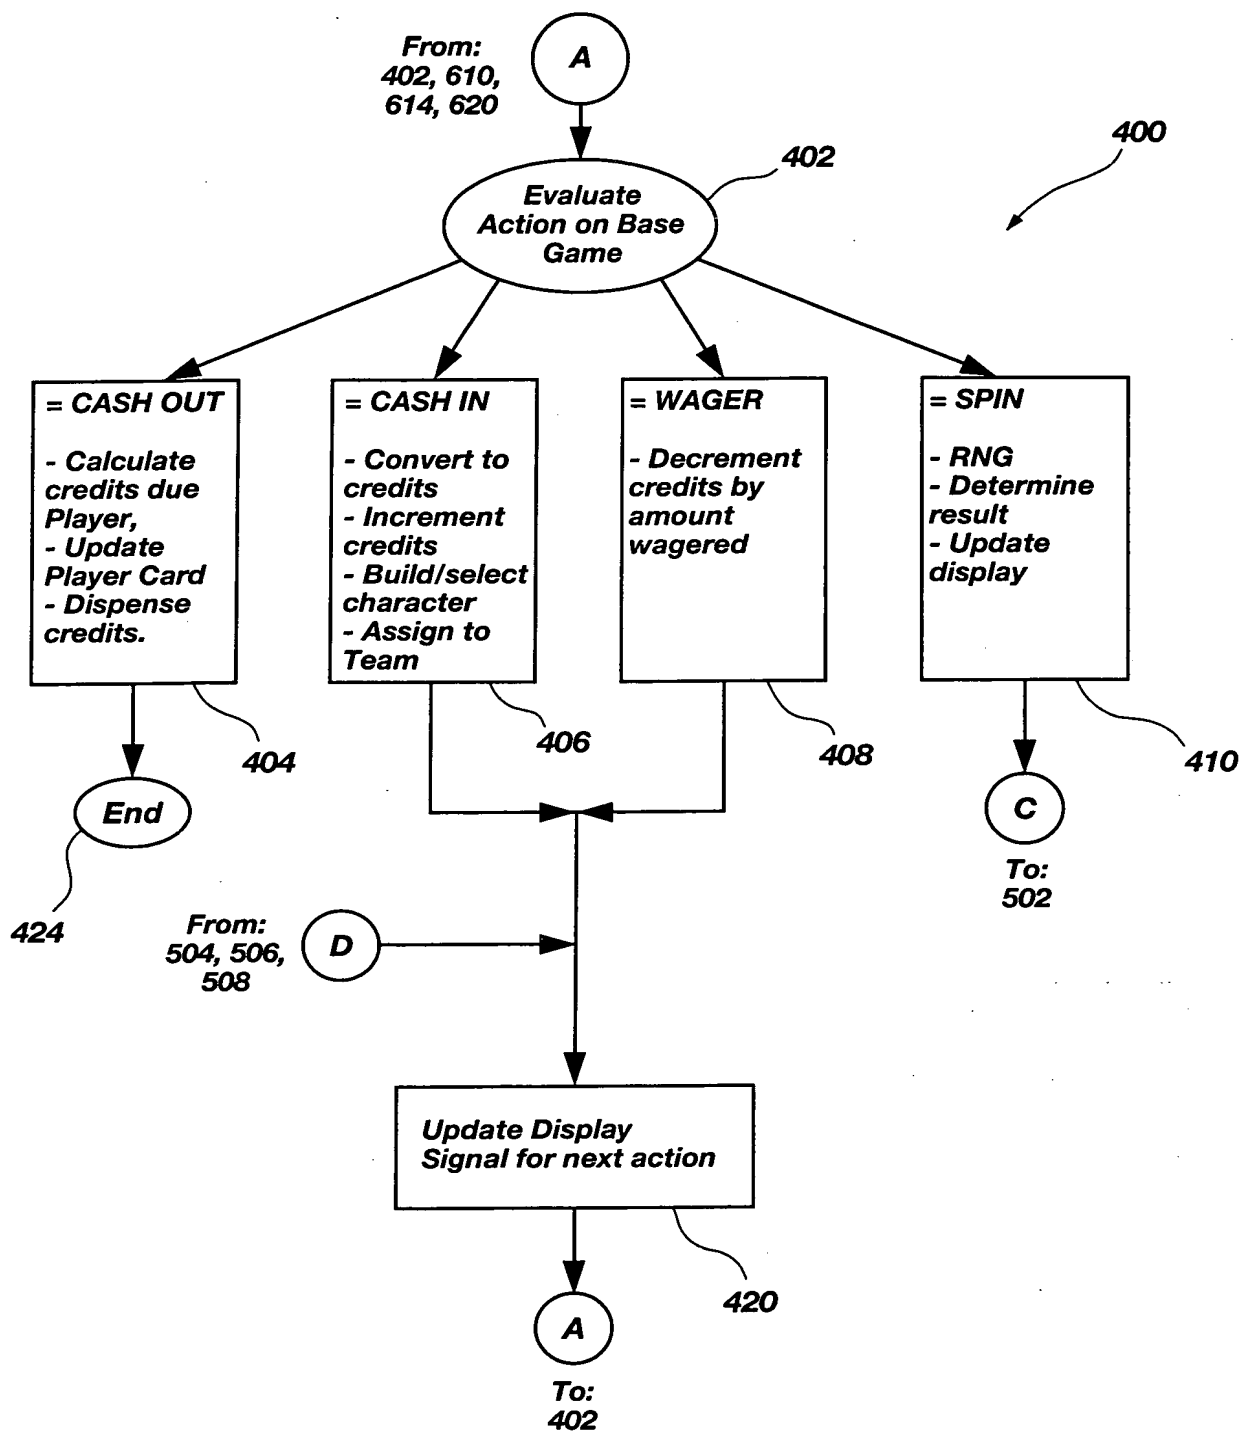 From:
402, 610,
614, 620
A
400
402
Evaluate
Action on Base
Game
= CASH OUT
- Calculate
credits due
Player,
- Update
Player Card
- Dispense
credits.
= CASH IN
- Convert to
credits
- Increment
credits
- Build/select
character
- Assign to
Team
= WAGER
- Decrement
credits by
amount
wagered
= SPIN
- RNG
- Determine
result
- Update
display
404
406
408
410
End
424
C
To:
502
From:
504, 506,
508
D
Update Display
Signal for next action
420
A
To:
402